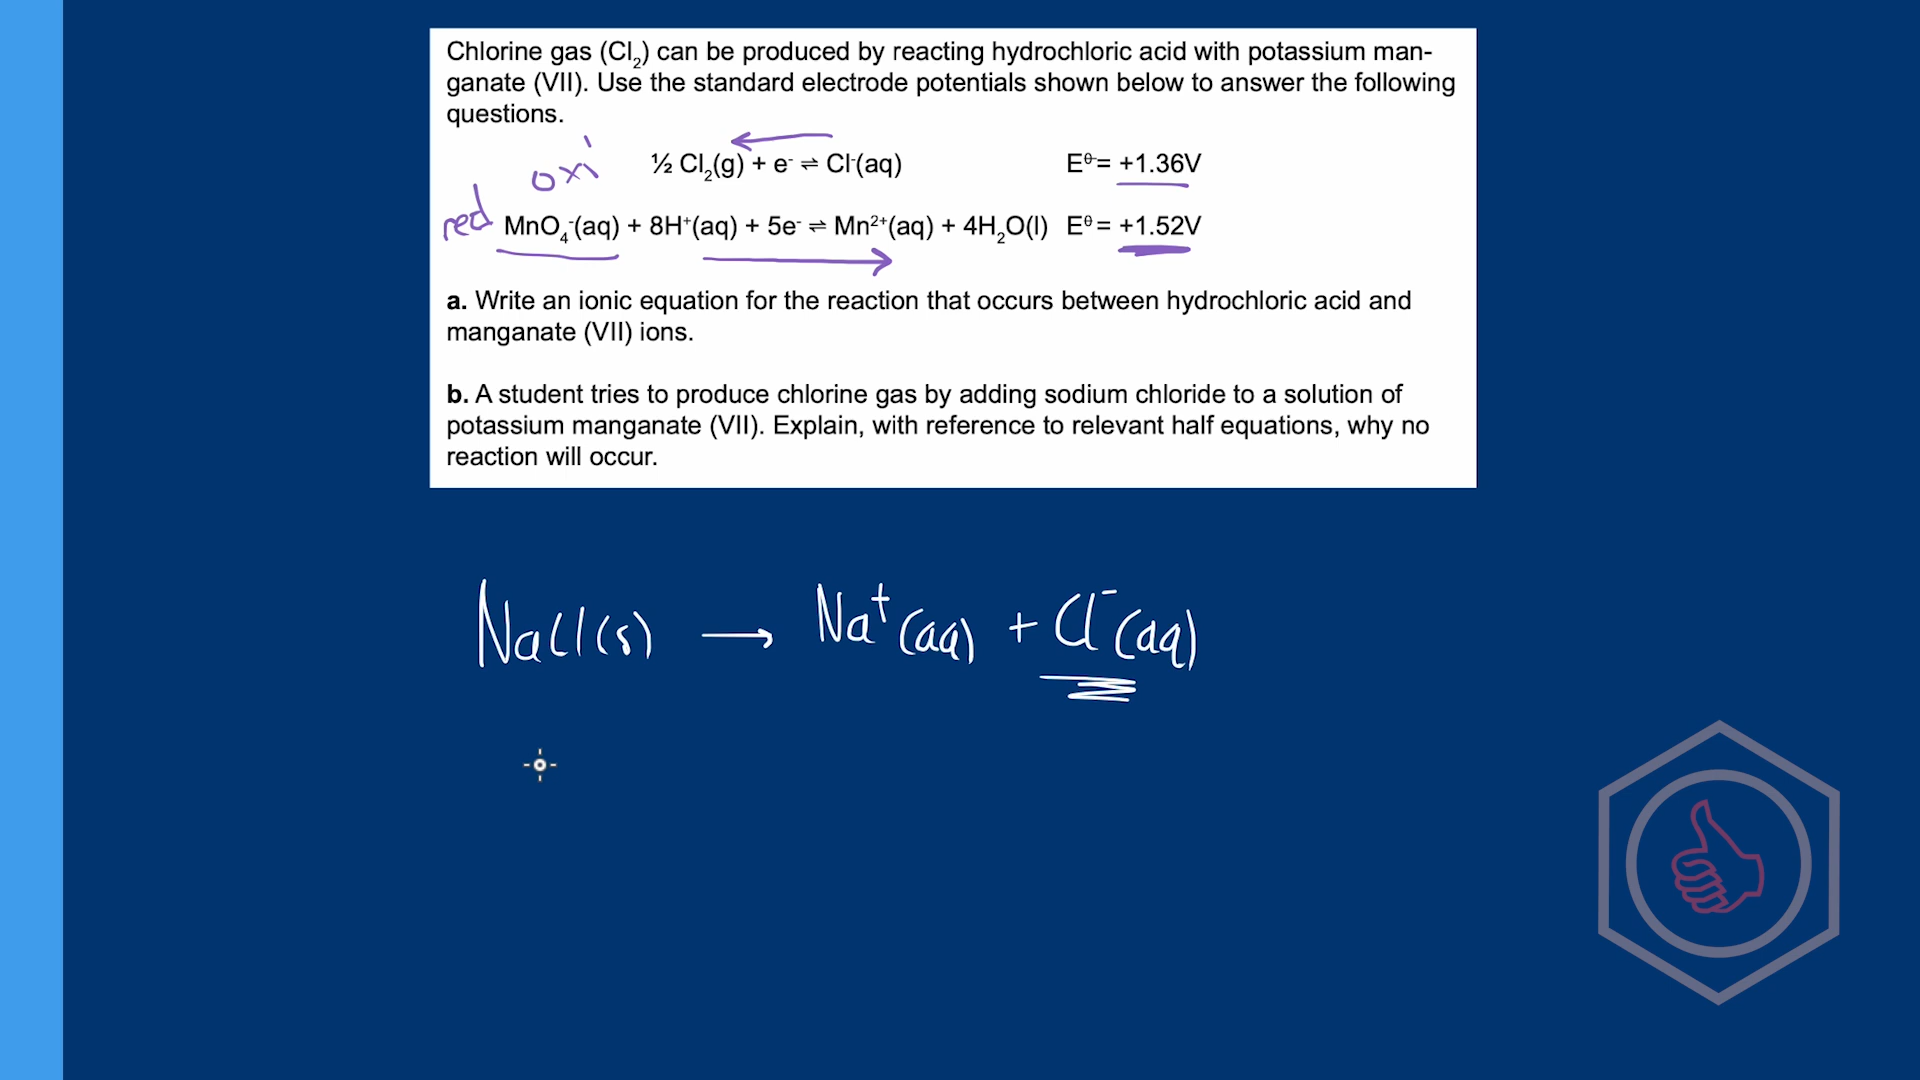 Chlorine gas (Cl₂) can be produced by reacting hydrochloric acid with potassium man-
ganate (VII). Use the standard electrode potentials shown below to answer the following
questions.
oxi
½ Cl₂(g) + e⁻ ⇌ Cl⁻(aq) E⁰= +1.36V
red
MnO₄⁻(aq) + 8H⁺(aq) + 5e⁻ ⇌ Mn²⁺(aq) + 4H₂O(l) E⁰= +1.52V
a. Write an ionic equation for the reaction that occurs between hydrochloric acid and
manganate (VII) ions.
b. A student tries to produce chlorine gas by adding sodium chloride to a solution of
potassium manganate (VII). Explain, with reference to relevant half equations, why no
reaction will occur.
NaCl(s) → Na⁺(aq) + Cl⁻(aq)